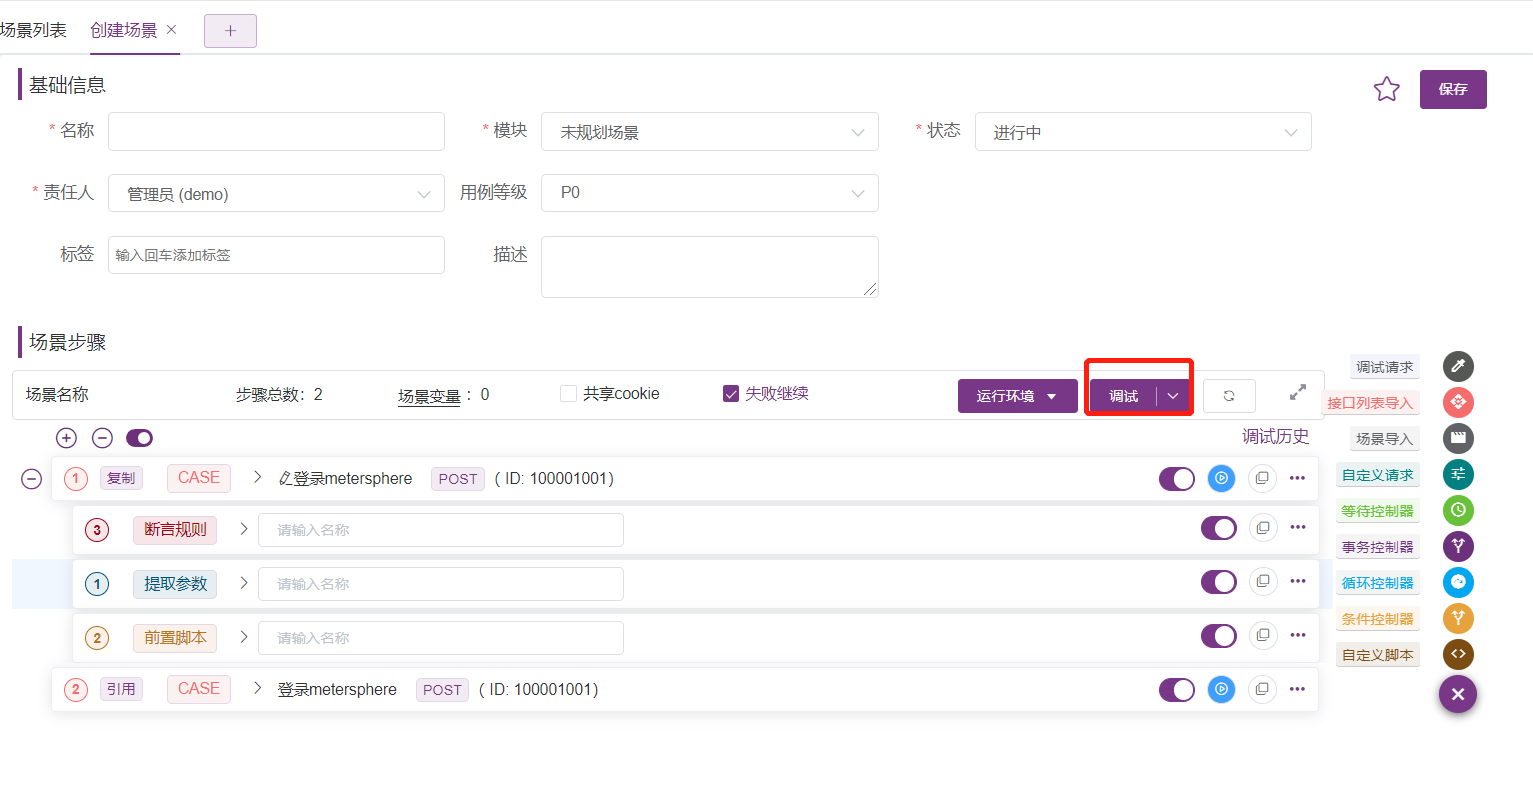 场景列表 创建场景
基础信息
保存
* 名称 * 模块 未规划场景 * 状态 进行中
* 责任人 管理员 (demo) 用例等级 P0
标签 输入回车添加标签 描述
场景步骤
调试请求
场景名称 步骤总数：2 场景变量 ：0 共享cookie 失败继续 运行环境 调试
接口列表导入
调试历史
场景导入
1 复制 CASE 登录metersphere POST ( ID: 100001001)
自定义请求
等待控制器
3 断言规则 请输入名称
事务控制器
1 提取参数 请输入名称
循环控制器
条件控制器
2 前置脚本 请输入名称
自定义脚本
2 引用 CASE 登录metersphere POST ( ID: 100001001)